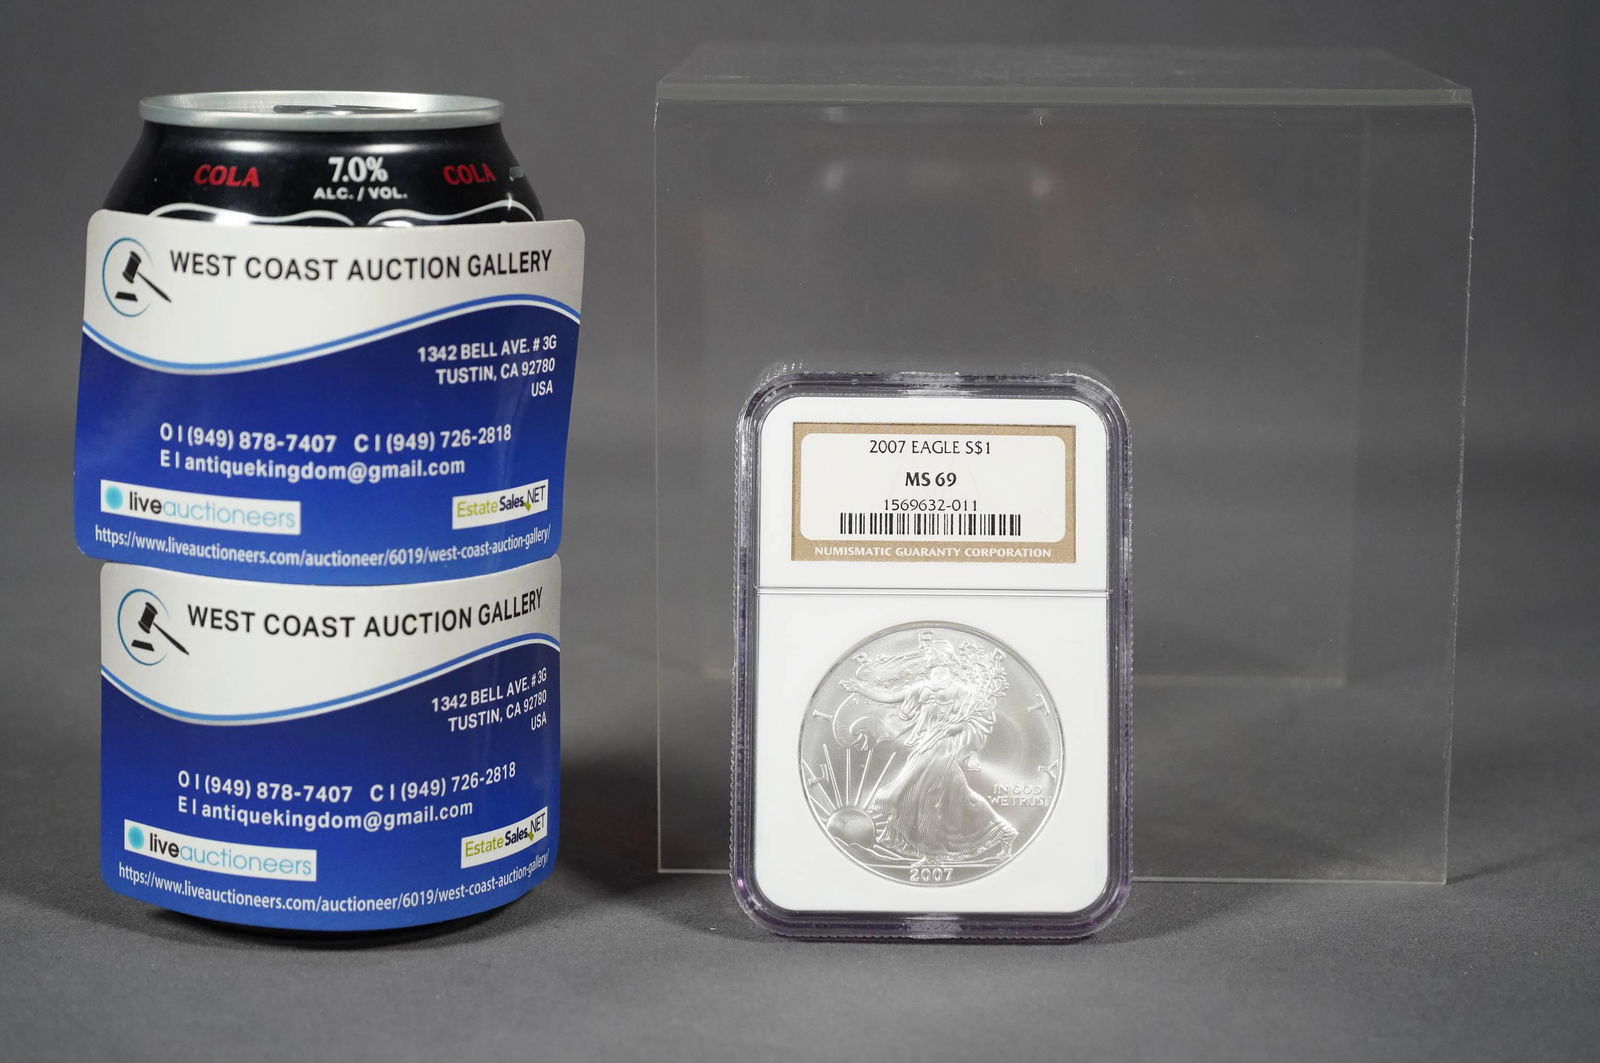 COLA 7.0% COLA
ALC. / VOL.
WEST COAST AUCTION GALLERY
1342 BELL AVE. # 3G
TUSTIN, CA 92780
USA
O I (949) 878-7407 C I (949) 726-2818
E I antiquekingdom@gmail.com
liveauctioneers
EstateSales.NET
https://www.liveauctioneers.com/auctioneer/6019/west-coast-auction-gallery/
WEST COAST AUCTION GALLERY
1342 BELL AVE. # 3G
TUSTIN, CA 92780
USA
O I (949) 878-7407 C I (949) 726-2818
E I antiquekingdom@gmail.com
liveauctioneers
EstateSales.NET
https://www.liveauctioneers.com/auctioneer/6019/west-coast-auction-gallery/
2007 EAGLE S$1
MS 69
1569632-011
NUMISMATIC GUARANTY CORPORATION
LIBERTY
IN GOD
WE TRUST
2007